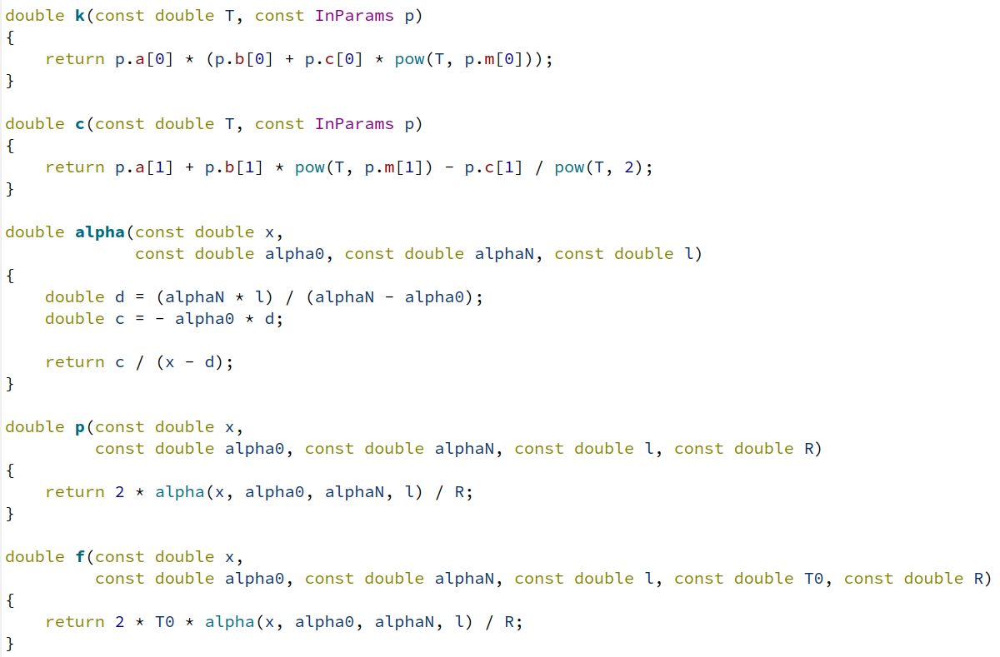 double k(const double T, const InParams p)
{
    return p.a[0] * (p.b[0] + p.c[0] * pow(T, p.m[0]));
}

double c(const double T, const InParams p)
{
    return p.a[1] + p.b[1] * pow(T, p.m[1]) - p.c[1] / pow(T, 2);
}

double alpha(const double x,
             const double alpha0, const double alphaN, const double l)
{
    double d = (alphaN * l) / (alphaN - alpha0);
    double c = - alpha0 * d;

    return c / (x - d);
}

double p(const double x,
         const double alpha0, const double alphaN, const double l, const double R)
{
    return 2 * alpha(x, alpha0, alphaN, l) / R;
}

double f(const double x,
         const double alpha0, const double alphaN, const double l, const double T0, const double R)
{
    return 2 * T0 * alpha(x, alpha0, alphaN, l) / R;
}